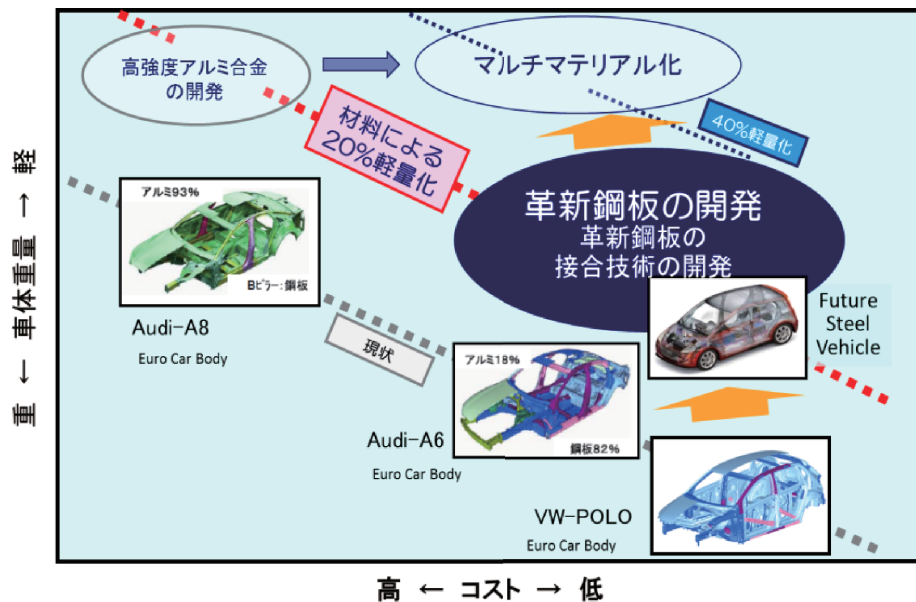 高強度アルミ合金
の開発
マルチマテリアル化
材料による
20%軽量化
40%軽量化
革新鋼板の開発
革新鋼板の
接合技術の開発
アルミ93%
Bピラー:鋼板
Audi-A8
Euro Car Body
現状
アルミ18%
鋼板82%
Audi-A6
Euro Car Body
Future
Steel
Vehicle
VW-POLO
Euro Car Body
重 ← 車体重量 → 軽
高 ← コスト → 低